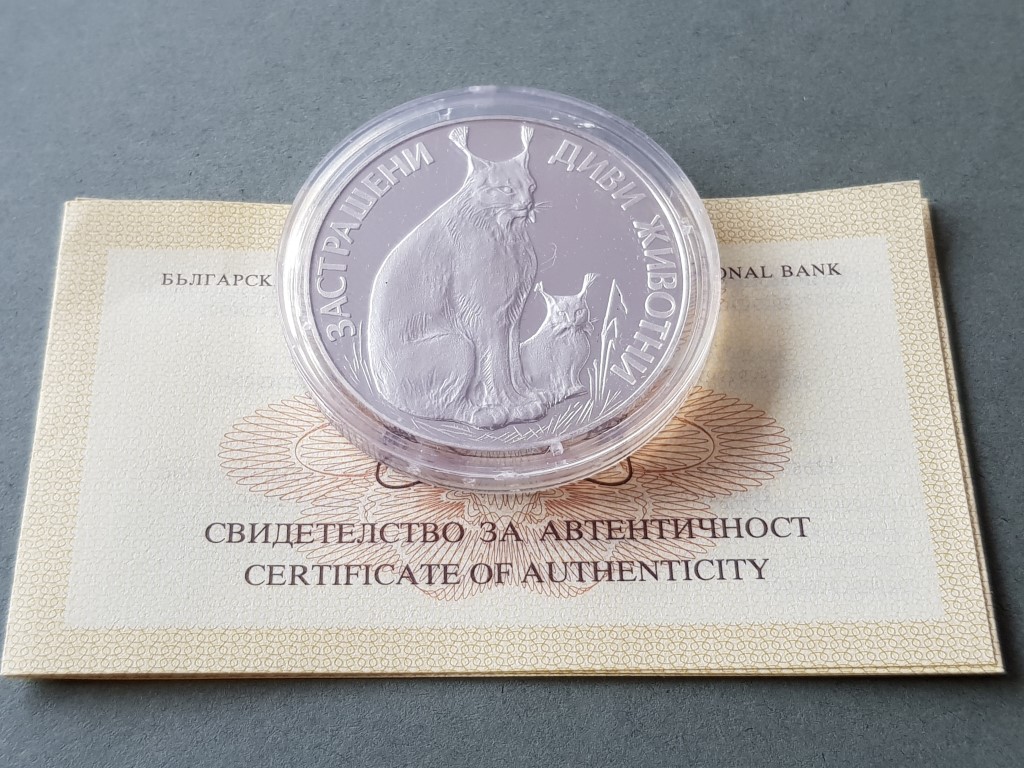 ЗАСТРАШЕНИ ДИВИ ЖИВОТНИ
БЪЛГАРСК ONAL BANK
СВИДЕТЕЛСТВО ЗА АВТЕНТИЧНОСТ
CERTIFICATE OF AUTHENTICITY